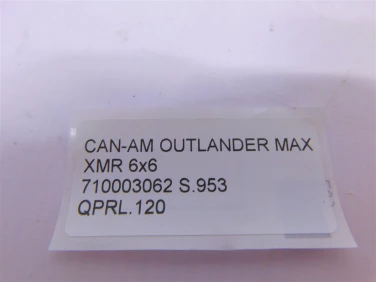 CAN-AM OUTLANDER MAX
XMR 6x6
710003062 S.953
QPRL.120